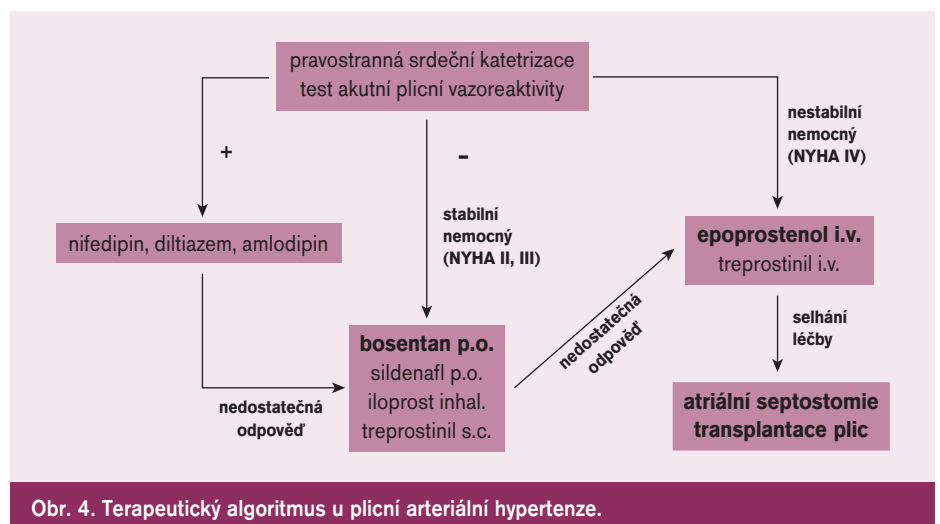 pravostranná srdeční katetrizace
test akutní plicní vazoreaktivity
+
–
nestabilní
nemocný
(NYHA IV)
nifedipin, diltiazem, amlodipin
stabilní
nemocný
(NYHA II, III)
epoprostenol i.v.
treprostinil i.v.
nedostatečná
odpověď
bosentan p.o.
sildenafl p.o.
iloprost inhal.
treprostinil s.c.
nedostatečná
odpověď
selhání
léčby
atriální septostomie
transplantace plic
Obr. 4. Terapeutický algoritmus u plicní arteriální hypertenze.